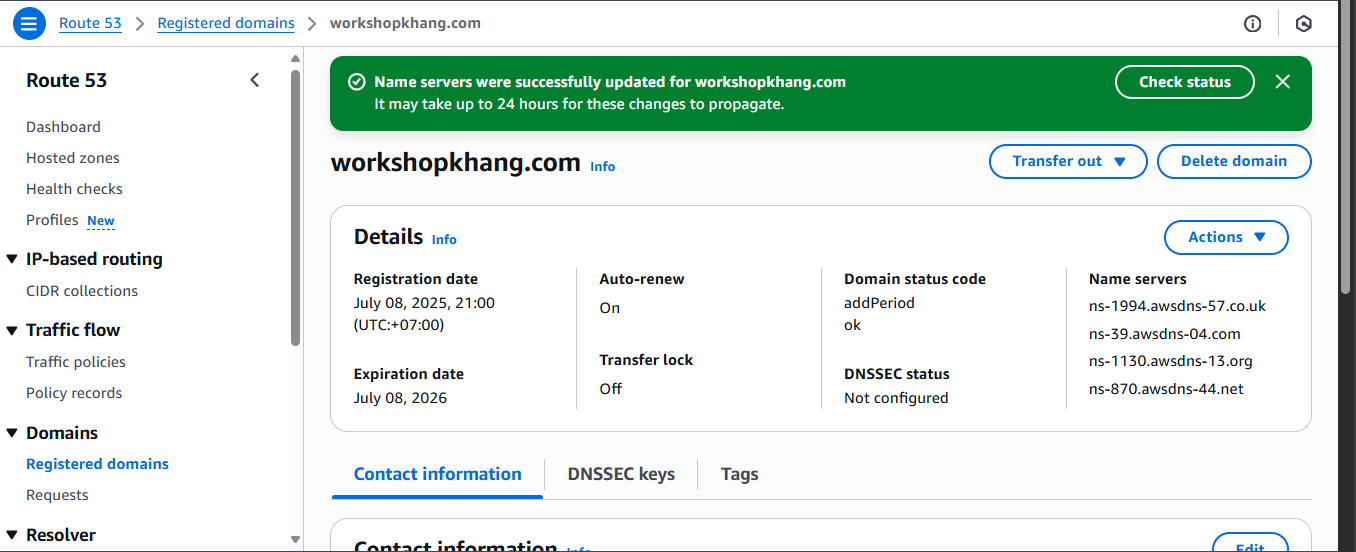 Route 53 > Registered domains > workshopkhang.com
Route 53
Dashboard
Hosted zones
Health checks
Profiles New
IP-based routing
CIDR collections
Traffic flow
Traffic policies
Policy records
Domains
Registered domains
Requests
Resolver
Name servers were successfully updated for workshopkhang.com
It may take up to 24 hours for these changes to propagate.
Check status
workshopkhang.com Info
Transfer out
Delete domain
Details Info
Actions
Registration date
July 08, 2025, 21:00
(UTC:+07:00)
Expiration date
July 08, 2026
Auto-renew
On
Transfer lock
Off
Domain status code
addPeriod
ok
DNSSEC status
Not configured
Name servers
ns-1994.awsdns-57.co.uk
ns-39.awsdns-04.com
ns-1130.awsdns-13.org
ns-870.awsdns-44.net
Contact information
DNSSEC keys
Tags
Contact information Info
Edit